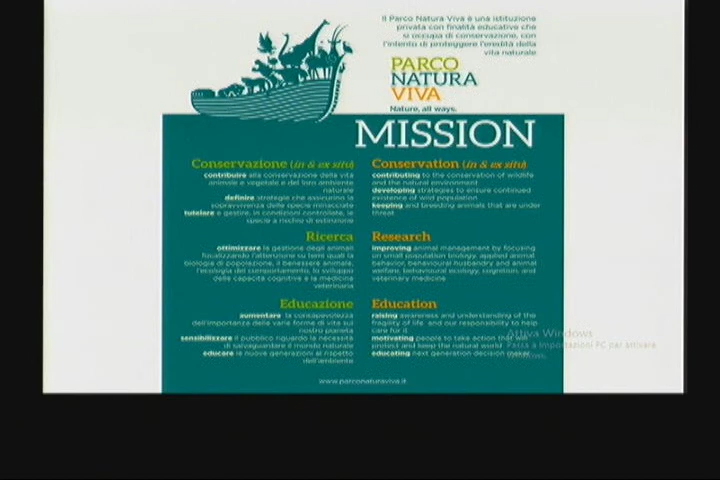 Il Parco Natura Viva è una istituzione
privata con finalità educative che
si occupa di conservazione, con
l'intento di proteggere l'eredità della
vita naturale
PARCO
NATURA
VIVA
Nature, all ways.
MISSION
Conservazione (in & ex situ)
contribuire alla conservazione della vita
animale e vegetale e del loro ambiente
naturale
definire strategie che assicurino la
sopravvivenza delle specie minacciate
tutelare e gestire, in condizioni controllate, le
specie a rischio di estinzione
Conservation (in & ex situ)
contributing to the conservation of wildlife
and the natural environment
developing strategies to ensure continued
existence of wild population
keeping and breeding animals that are under
threat
Ricerca
ottimizzare la gestione degli animali
focalizzando l'attenzione su temi quali la
biologia di popolazione, il benessere animale,
l'ecologia del comportamento, lo sviluppo
delle capacità cognitive e la medicina
veterinaria
Research
improving animal management by focusing
on small population biology, applied animal
behavior, behavioural husbandry and animal
welfare, behavioural ecology, cognition, and
veterinary medicine
Educazione
aumentare la consapevolezza
dell'importanza delle varie forme di vita sul
nostro pianeta
sensibilizzare il pubblico riguardo la necessità
di salvaguardare il mondo naturale
educare le nuove generazioni al rispetto
dell'ambiente
Education
raising awareness and understanding of the
fragility of life and our responsibility to help
care for it
motivating people to take action that will
protect and keep the natural world
educating next generation decision maker
Attiva Windows
Passa a Impostazioni PC per attivare
Windows.
www.parconaturaviva.it